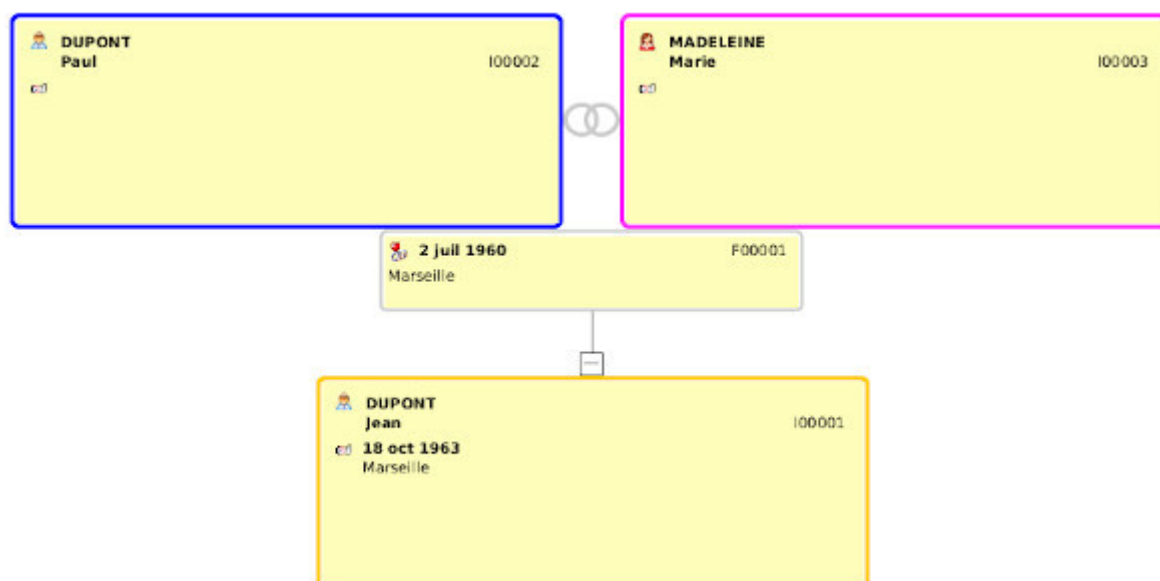 DUPONT
Paul I00002
MADELEINE
Marie I00003
2 juil 1960 F00001
Marseille
DUPONT
Jean I00001
18 oct 1963
Marseille